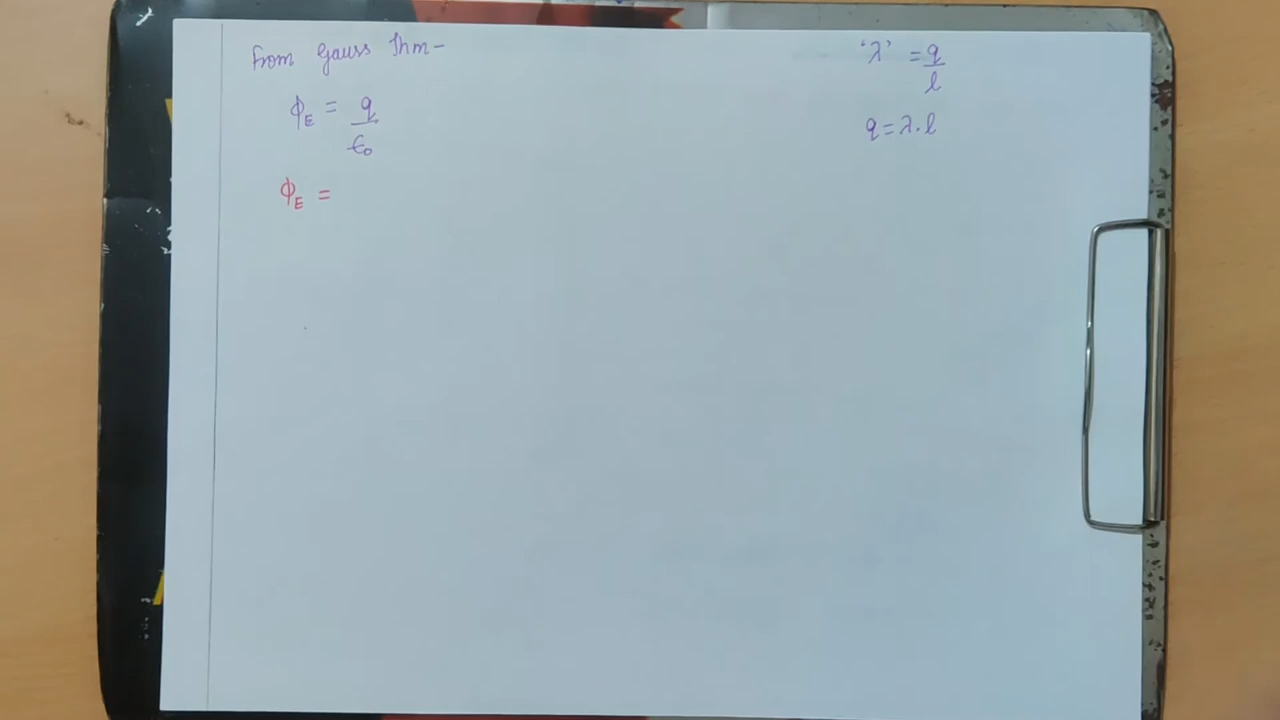 From Gauss Thm-
ϕE = q/ϵ0
ϕE =
'λ' = q/l
q = λ.l